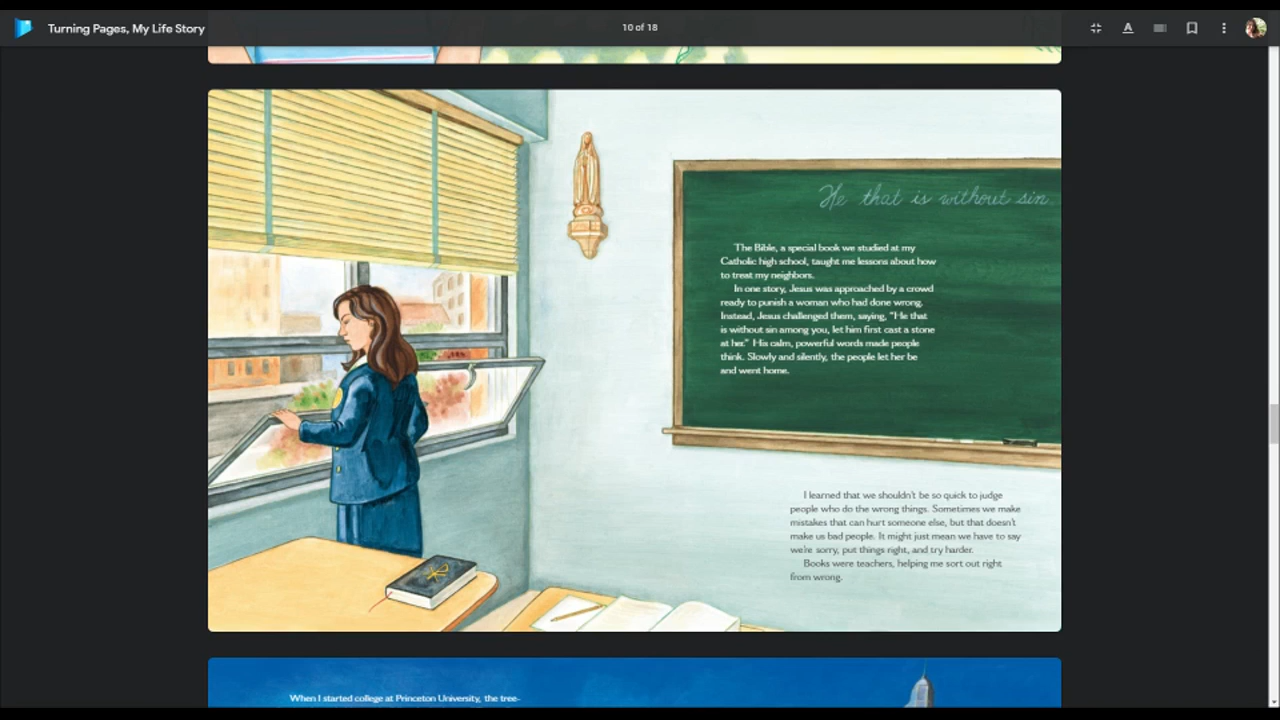 Turning Pages, My Life Story
10 of 18
He that is without sin
The Bible, a special book we studied at my
Catholic high school, taught me lessons about how
to treat my neighbors.
In one story, Jesus was approached by a crowd
ready to punish a woman who had done wrong.
Instead, Jesus challenged them, saying, “He that
is without sin among you, let him first cast a stone
at her.” His calm, powerful words made people
think. Slowly and silently, the people let her be
and went home.
I learned that we shouldn't be so quick to judge
people who do the wrong things. Sometimes we make
mistakes that can hurt someone else, but that doesn't
make us bad people. It might just mean we have to say
we're sorry, put things right, and try harder.
Books were teachers, helping me sort out right
from wrong.
When I started college at Princeton University, the tree-